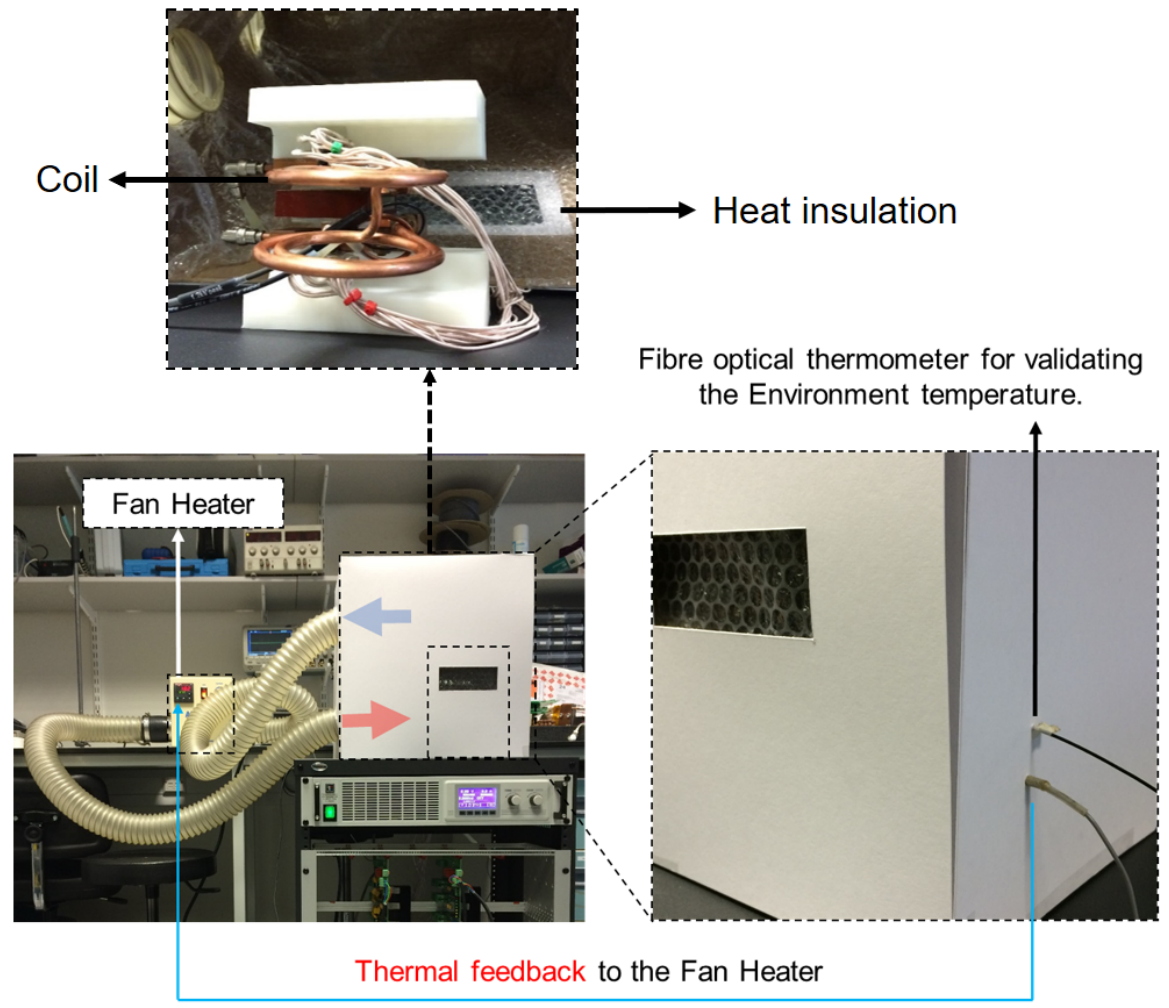 Coil
Heat insulation
Fibre optical thermometer for validating
the Environment temperature.
Fan Heater
Thermal feedback to the Fan Heater